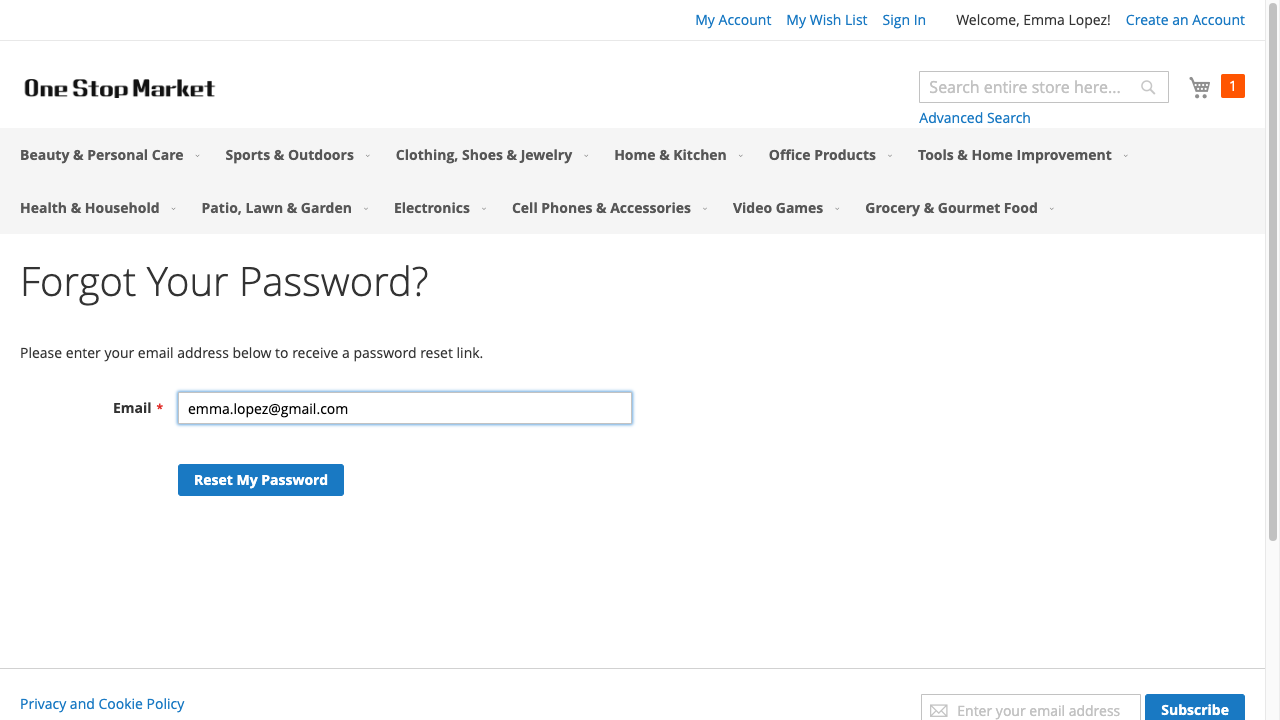 My Account My Wish List Sign In Welcome, Emma Lopez! Create an Account
One Stop Market
Search entire store here...
1
Advanced Search
Beauty & Personal Care Sports & Outdoors Clothing, Shoes & Jewelry Home & Kitchen Office Products Tools & Home Improvement
Health & Household Patio, Lawn & Garden Electronics Cell Phones & Accessories Video Games Grocery & Gourmet Food
Forgot Your Password?
Please enter your email address below to receive a password reset link.
Email * emma.lopez@gmail.com
Reset My Password
Privacy and Cookie Policy
Enter your email address Subscribe